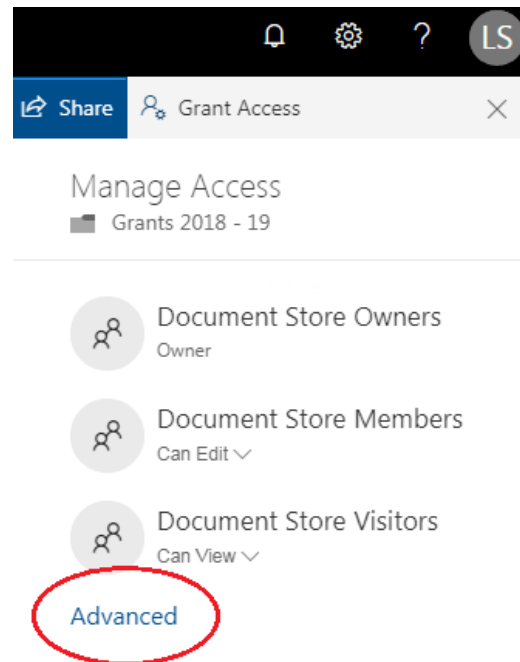 LS
Share Grant Access
Manage Access
Grants 2018 - 19
Document Store Owners
Owner
Document Store Members
Can Edit
Document Store Visitors
Can View
Advanced